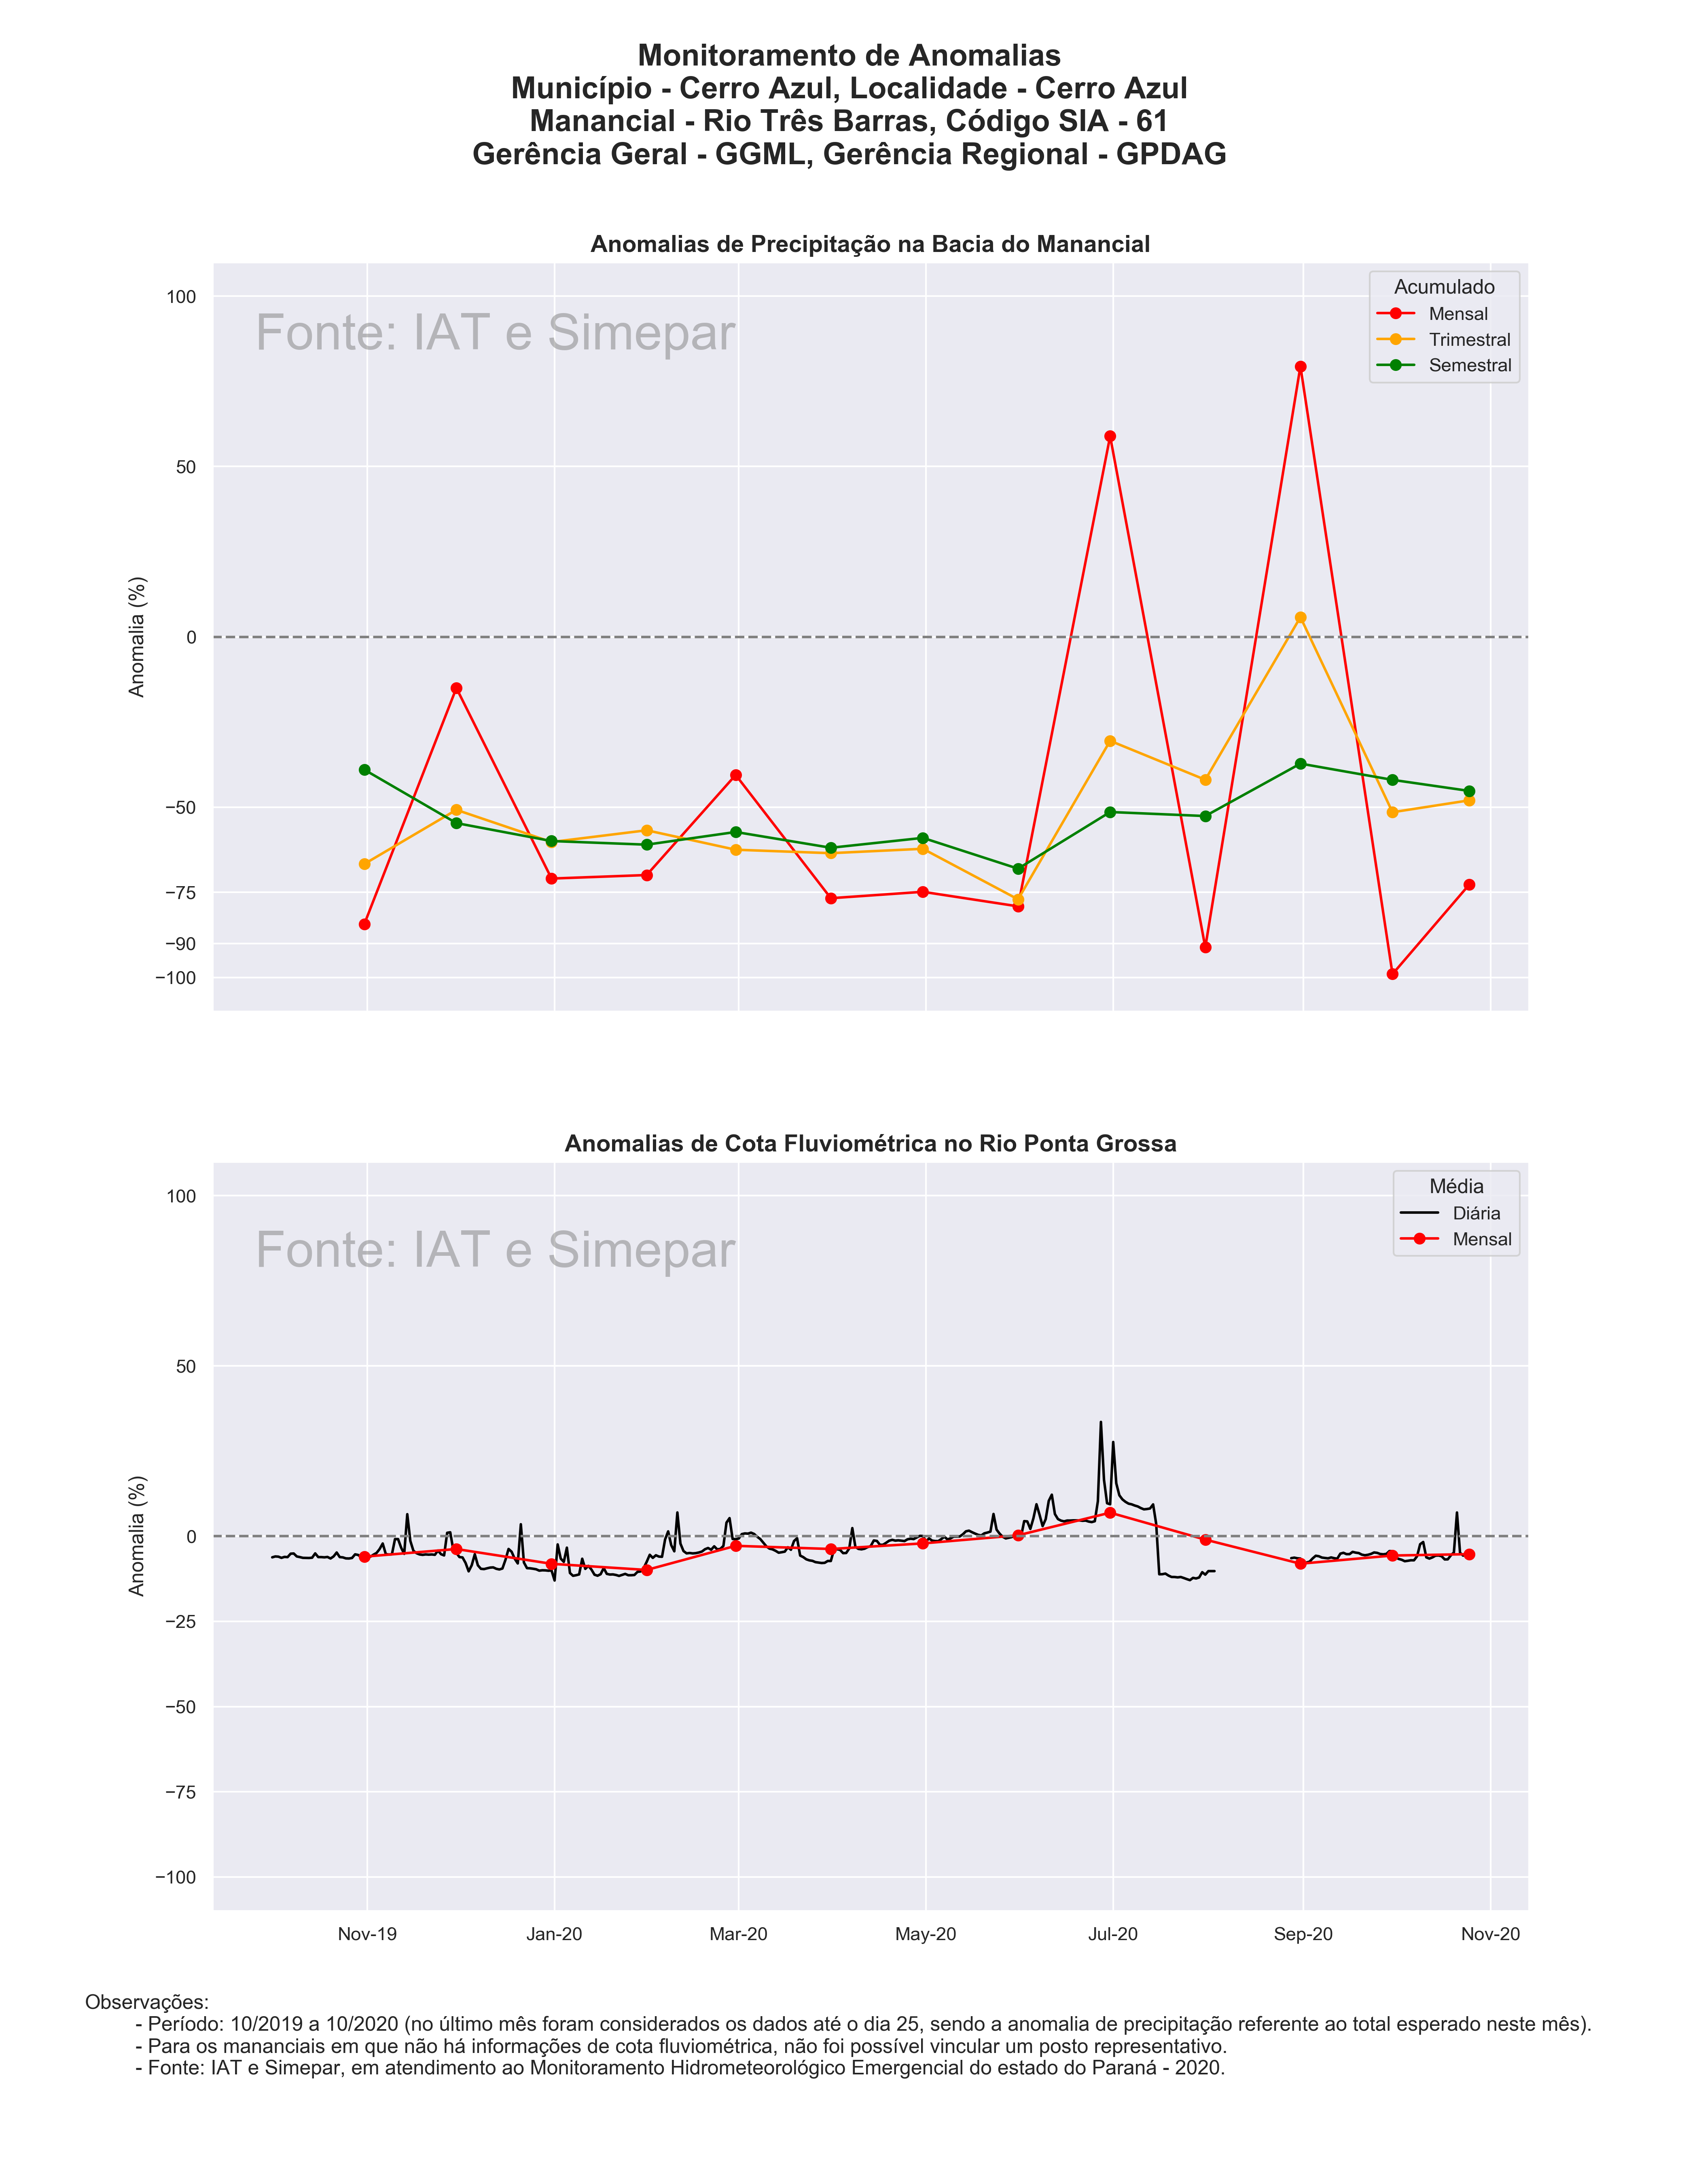 Monitoramento de Anomalias
Município - Cerro Azul, Localidade - Cerro Azul
Manancial - Rio Três Barras, Código SIA - 61
Gerência Geral - GGML, Gerência Regional - GPDAG
Anomalias de Precipitação na Bacia do Manancial
Fonte: IAT e Simepar
Acumulado
Mensal
Trimestral
Semestral
Anomalia (%)
100
50
0
−50
−75
−90
−100
Anomalias de Cota Fluviométrica no Rio Ponta Grossa
Fonte: IAT e Simepar
Média
Diária
Mensal
Anomalia (%)
100
50
0
−25
−50
−75
−100
Nov-19 Jan-20 Mar-20 May-20 Jul-20 Sep-20 Nov-20
Observações:
- Período: 10/2019 a 10/2020 (no último mês foram considerados os dados até o dia 25, sendo a anomalia de precipitação referente ao total esperado neste mês).
- Para os mananciais em que não há informações de cota fluviométrica, não foi possível vincular um posto representativo.
- Fonte: IAT e Simepar, em atendimento ao Monitoramento Hidrometeorológico Emergencial do estado do Paraná - 2020.